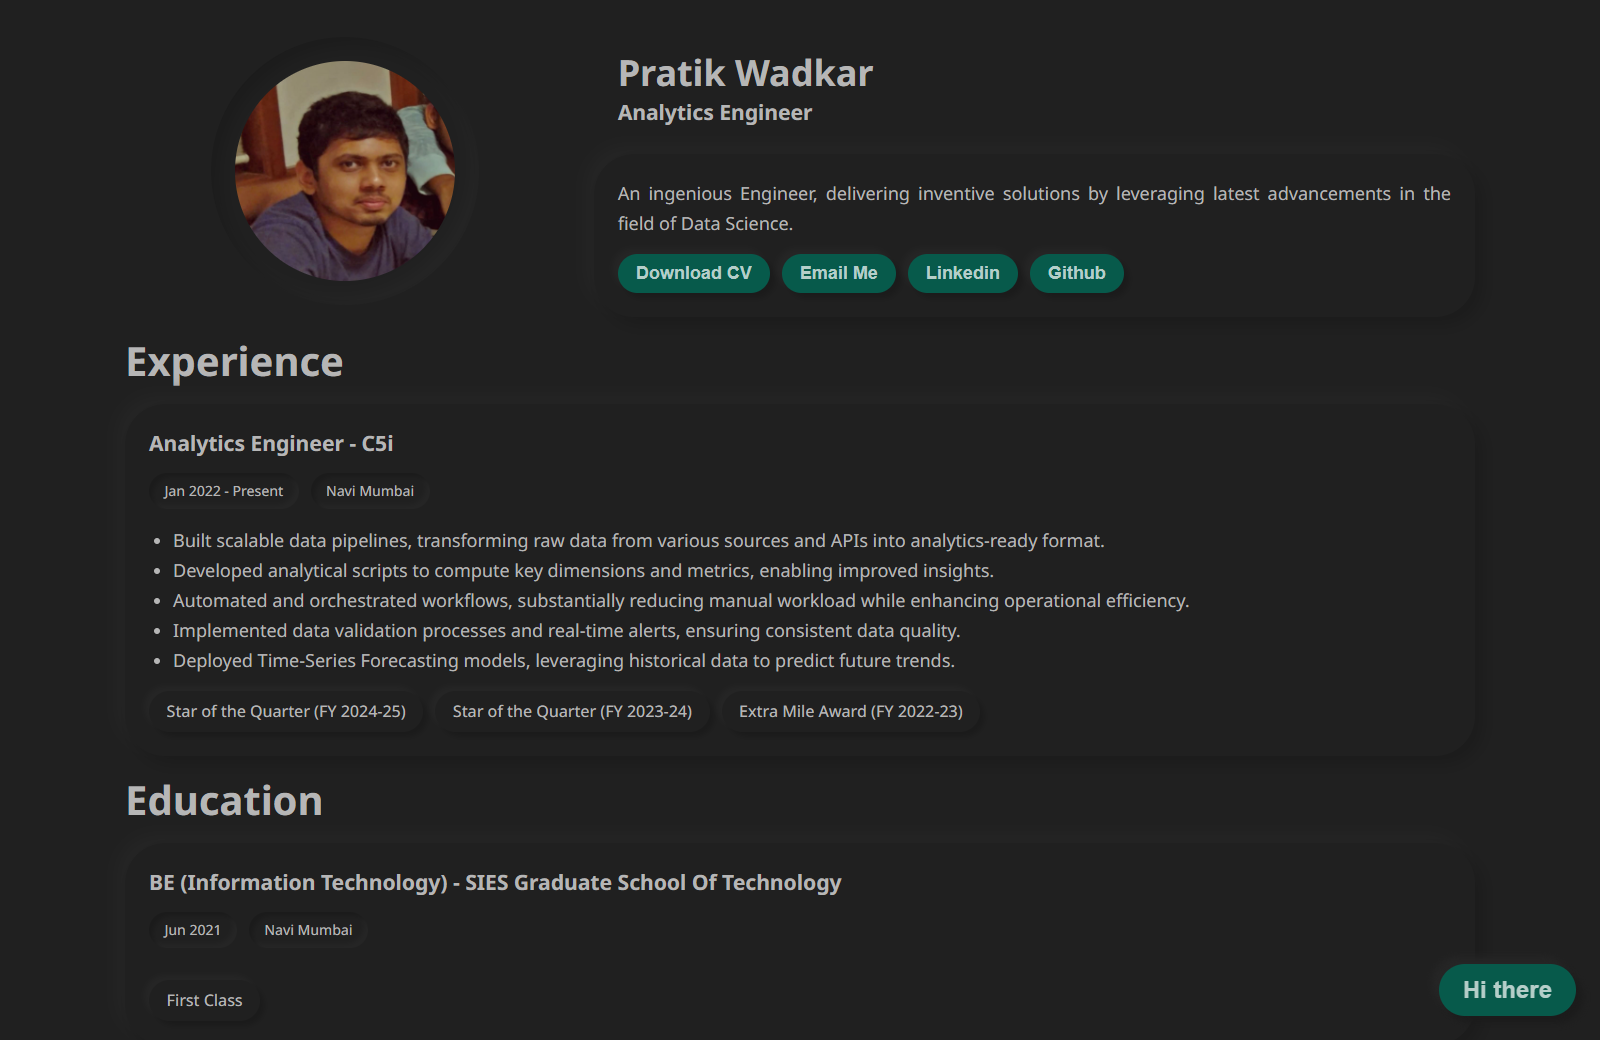 Pratik Wadkar
Analytics Engineer
An ingenious Engineer, delivering inventive solutions by leveraging latest advancements in the
field of Data Science.
Download CV
Email Me
Linkedin
Github
Experience
Analytics Engineer - C5i
Jan 2022 - Present
Navi Mumbai
• Built scalable data pipelines, transforming raw data from various sources and APIs into analytics-ready format.
• Developed analytical scripts to compute key dimensions and metrics, enabling improved insights.
• Automated and orchestrated workflows, substantially reducing manual workload while enhancing operational efficiency.
• Implemented data validation processes and real-time alerts, ensuring consistent data quality.
• Deployed Time-Series Forecasting models, leveraging historical data to predict future trends.
Star of the Quarter (FY 2024-25)
Star of the Quarter (FY 2023-24)
Extra Mile Award (FY 2022-23)
Education
BE (Information Technology) - SIES Graduate School Of Technology
Jun 2021
Navi Mumbai
First Class
Hi there